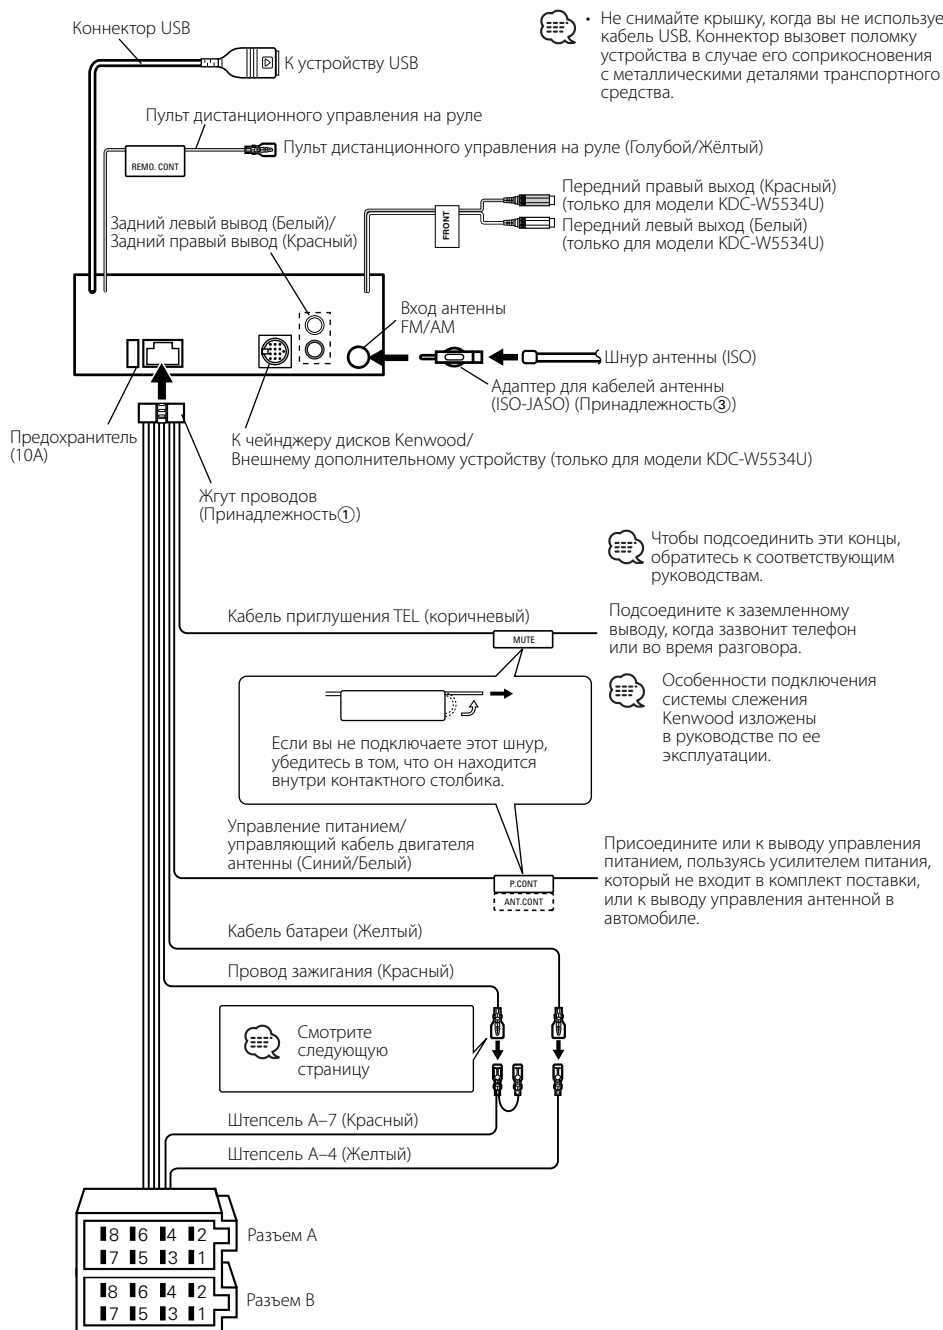 Коннектор USB
К устройству USB
• Не снимайте крышку, когда вы не используе
кабель USB. Коннектор вызовет поломку
устройства в случае его соприкосновения
с металлическими деталями транспортного
средства.
Пульт дистанционного управления на руле
REMO. CONT
Пульт дистанционного управления на руле (Голубой/Жёлтый)
Передний правый выход (Красный)
(только для модели KDC-W5534U)
FRONT
Передний левый выход (Белый)
(только для модели KDC-W5534U)
Задний левый вывод (Белый)/
Задний правый вывод (Красный)
Вход антенны
FM/AM
Шнур антенны (ISO)
Адаптер для кабелей антенны
(ISO-JASO) (Принадлежность③)
Предохранитель
(10A)
К чейнджеру дисков Kenwood/
Внешнему дополнительному устройству (только для модели KDC-W5534U)
Жгут проводов
(Принадлежность①)
Чтобы подсоединить эти концы,
обратитесь к соответствующим
руководствам.
Кабель приглушения TEL (коричневый)
MUTE
Подсоедините к заземленному
выводу, когда зазвонит телефон
или во время разговора.
Особенности подключения
системы слежения
Kenwood изложены
в руководстве по ее
эксплуатации.
Если вы не подключаете этот шнур,
убедитесь в том, что он находится
внутри контактного столбика.
Управление питанием/
управляющий кабель двигателя
антенны (Синий/Белый)
P.CONT
ANT.CONT
Присоедините или к выводу управления
питанием, пользуясь усилителем питания,
который не входит в комплект поставки,
или к выводу управления антенной в
автомобиле.
Кабель батареи (Желтый)
Провод зажигания (Красный)
Смотрите
следующую
страницу
Штепсель A–7 (Красный)
Штепсель A–4 (Желтый)
8 6 4 2
7 5 3 1
Разъем A
8 6 4 2
7 5 3 1
Разъем B